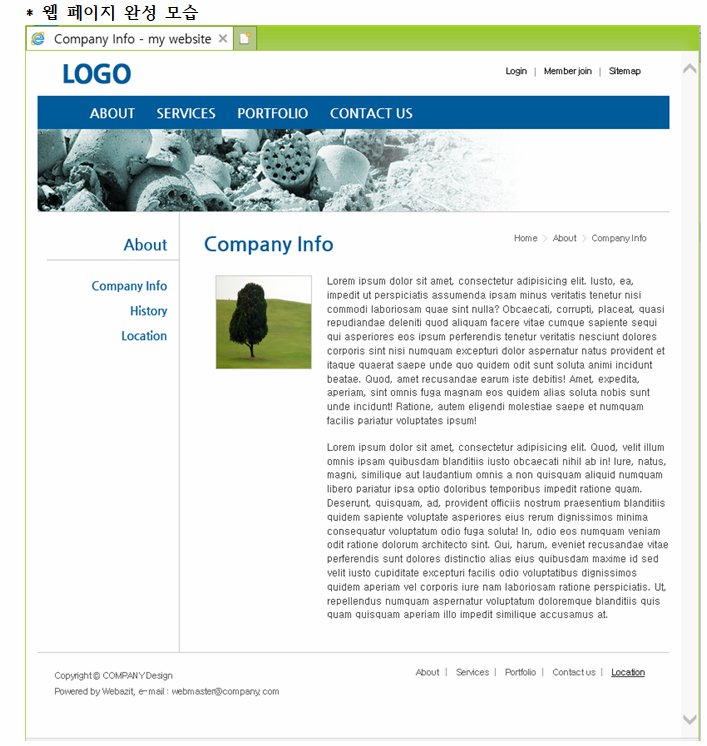 * 웹 페이지 완성 모습
Company Info - my website
LOGO
Login | Member join | Sitemap
ABOUT SERVICES PORTFOLIO CONTACT US
About
Company Info
History
Location
Company Info
Home > About > Company Info
Lorem ipsum dolor sit amet, consectetur adipisicing elit. Iusto, ea,
impedit ut perspiciatis assumenda ipsam minus veritatis tenetur nisi
commodi laboriosam quae sint nulla? Obcaecati, corrupti, placeat, quasi
repudiandae deleniti quod aliquam facere vitae cumque sapiente sequi
qui asperiores eos ipsum perferendis tenetur veritatis nesciunt dolores
corporis sint nisi numquam excepturi dolor aspernatur natus provident et
itaque quaerat saepe unde quo quidem odit sunt soluta animi incidunt
beatae. Quod, amet recusandae earum iste debitis! Amet, expedita,
aperiam, sint omnis fuga magnam eos quidem alias soluta nobis sunt
unde incidunt! Ratione, autem eligendi molestiae saepe et numquam
facilis pariatur voluptates ipsum!
Lorem ipsum dolor sit amet, consectetur adipisicing elit. Quod, velit illum
omnis ipsam quibusdam blanditiis iusto obcaecati nihil ab in! Iure, natus,
magni, similique aut laudantium omnis a non quisquam aliquid numquam
libero pariatur ipsa optio doloribus temporibus impedit ratione quam.
Deserunt, quisquam, ad, provident officiis nostrum praesentium blanditiis
quidem sapiente voluptate asperiores eius rerum dignissimos minima
consequatur voluptatum odio fuga soluta! In, odio eos numquam veniam
odit ratione dolorum architecto sint. Qui, harum, eveniet recusandae vitae
perferendis sunt dolores distinctio alias eius quibusdam maxime id sed
velit iusto cupiditate excepturi facilis odio voluptatibus dignissimos
quidem aperiam vel corporis iure nam laboriosam ratione perspiciatis. Ut,
repellendus numquam aspernatur voluptatum doloremque blanditiis quis
quam quisquam aperiam illo impedit similique accusamus at.
Copyright © COMPANY Design
Powered by Webazit, e-mail : webmaster@company, com
About | Services | Portfolio | Contact us | Location